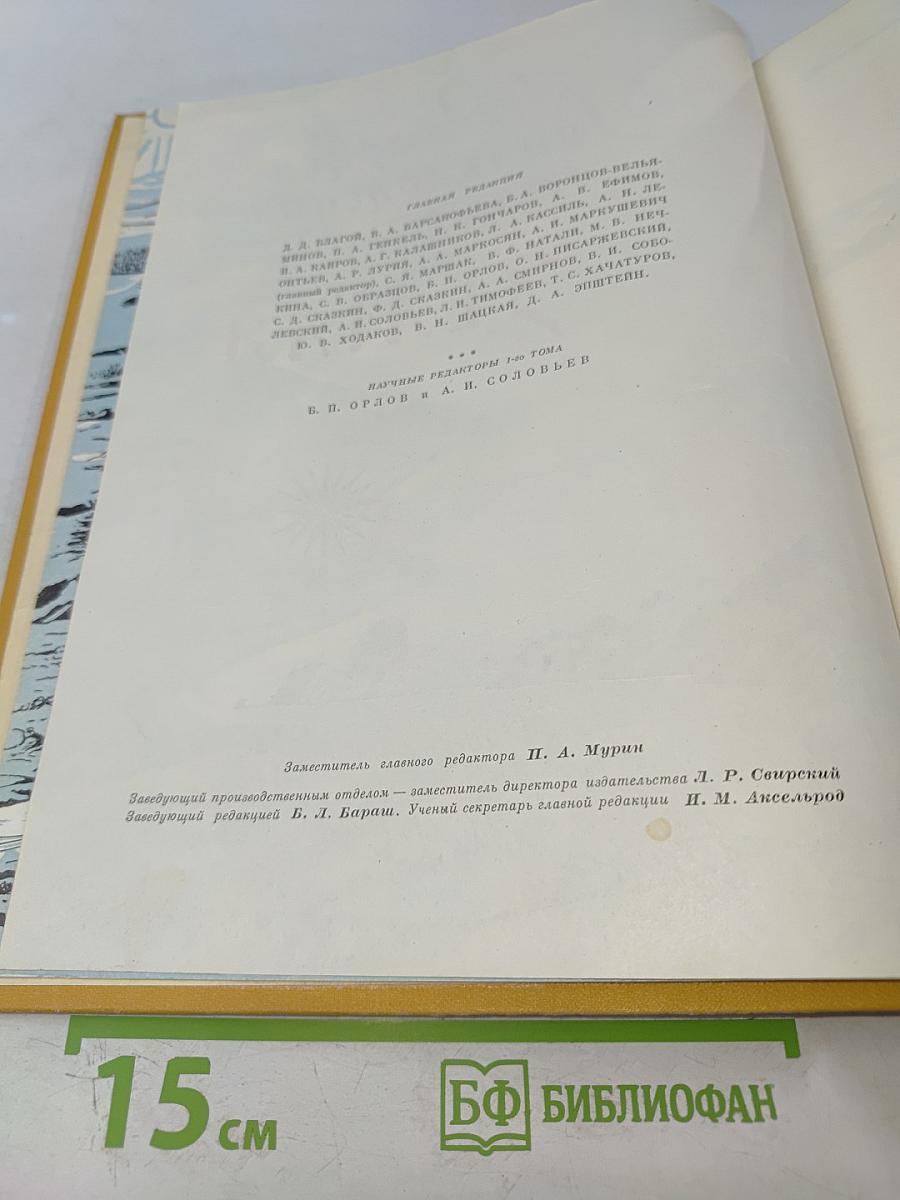 ГЛАВНАЯ РЕДАКЦИЯ
Д. Д. БЛАГОЙ, В. А. ВАРСАНОФЬЕВА, Б. А. ВОРОНЦОВ-ВЕЛЬЯ-
МИНОВ, П. А. ГЕНКЕЛЬ, Н. К. ГОНЧАРОВ, А. В. ЕФИМОВ,
И. А. КАИРОВ, А. Г. КАЛАШНИКОВ, Л. А. КАССИЛЬ, А. Н. ЛЕ-
ОНТЬЕВ, А. Р. ЛУРИЯ, А. А. МАРКОСЯН, А. И. МАРКУШЕВИЧ
(главный редактор), С. Я. МАРШАК, В. Ф. НАТАЛИ, М. В. НЕЧ-
КИНА, С. В. ОБРАЗЦОВ, Б. П. ОРЛОВ, О. Н. ПИСАРЖЕВСКИЙ,
С. Д. СКАЗКИН, Ф. Д. СКАЗКИН, А. А. СМИРНОВ, В. И. СОБО-
ЛЕВСКИЙ, А. И. СОЛОВЬЕВ, Л. И. ТИМОФЕЕВ, Т. С. ХАЧАТУРОВ,
Ю. В. ХОДАКОВ, В. Н. ШАЦКАЯ, Д. А. ЭПШТЕЙН.
* * *
НАУЧНЫЕ РЕДАКТОРЫ 1-го ТОМА
Б. П. ОРЛОВ и А. И. СОЛОВЬЕВ
Заместитель главного редактора П. А. Мурин
Заведующий производственным отделом — заместитель директора издательства Л. Р. Свирский
Заведующий редакцией Б. Л. Бараш. Ученый секретарь главной редакции И. М. Аксельрод
15 см
БФ БИБЛИОФАН